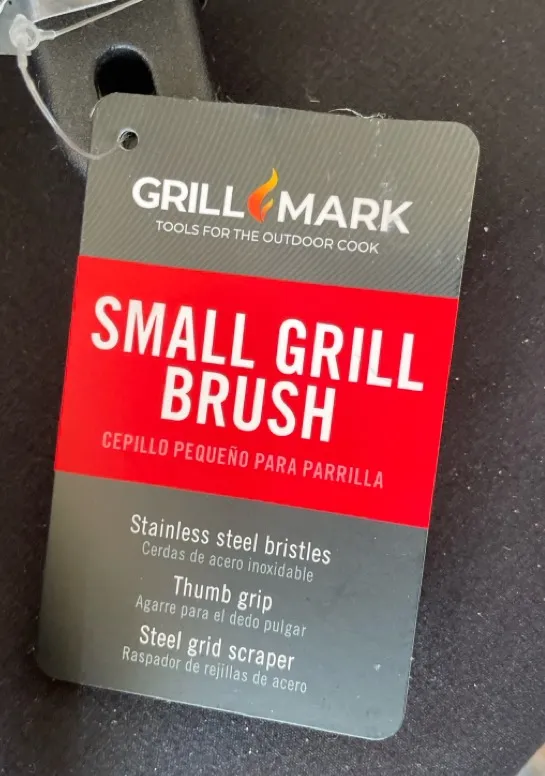 GRILL MARK
TOOLS FOR THE OUTDOOR COOK
SMALL GRILL
BRUSH
CEPILLO PEQUEÑO PARA PARRILLA
Stainless steel bristles
Cerdas de acero inoxidable
Thumb grip
Agarre para el dedo pulgar
Steel grid scraper
Raspador de rejillas de acero